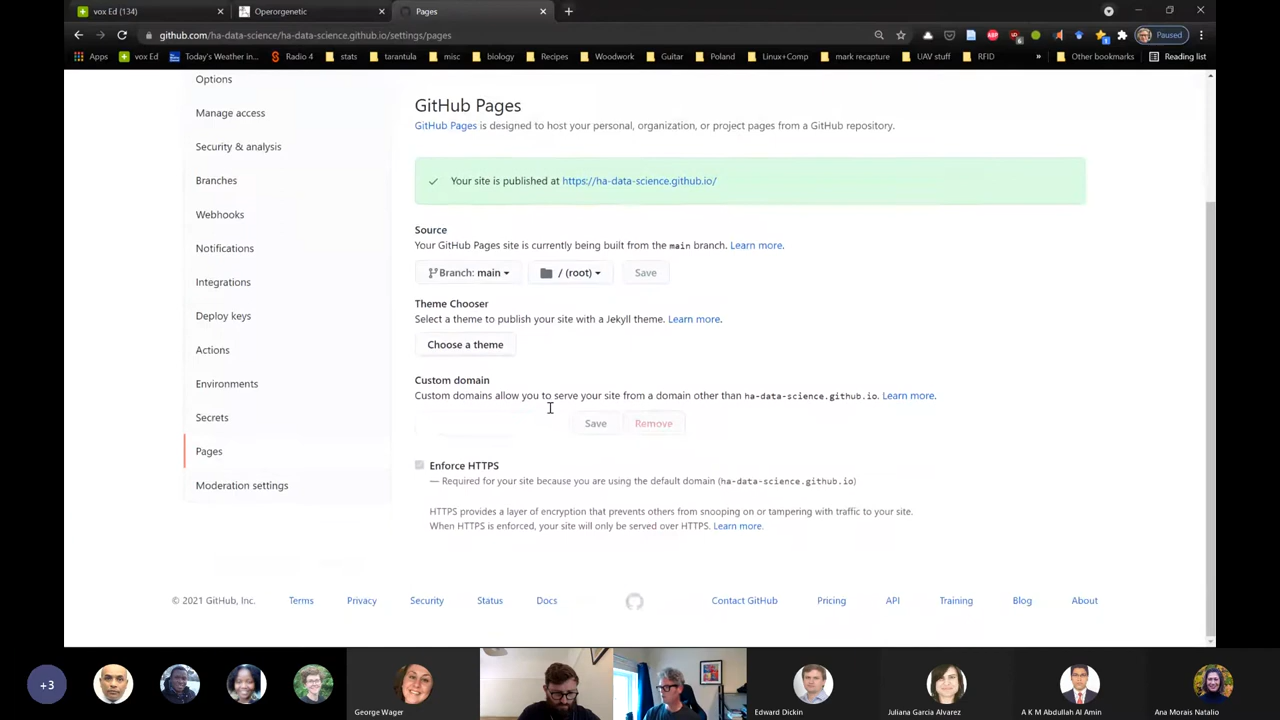 vox Ed (134)
Operorgenetic
Pages
github.com/ha-data-science/ha-data-science.github.io/settings/pages
Paused
Apps
vox Ed
Today's Weather in...
Radio 4
stats
tarantula
misc
biology
Recipes
Woodwork
Guitar
Poland
Linux+Comp
mark recapture
UAV stuff
RFID
»
Other bookmarks
Reading list
Options
Manage access
Security & analysis
Branches
Webhooks
Notifications
Integrations
Deploy keys
Actions
Environments
Secrets
Pages
Moderation settings
GitHub Pages
GitHub Pages is designed to host your personal, organization, or project pages from a GitHub repository.
Your site is published at https://ha-data-science.github.io/
Source
Your GitHub Pages site is currently being built from the main branch. Learn more.
Branch: main
/ (root)
Save
Theme Chooser
Select a theme to publish your site with a Jekyll theme. Learn more.
Choose a theme
Custom domain
Custom domains allow you to serve your site from a domain other than ha-data-science.github.io. Learn more.
Save
Remove
Enforce HTTPS
— Required for your site because you are using the default domain (ha-data-science.github.io)
HTTPS provides a layer of encryption that prevents others from snooping on or tampering with traffic to your site.
When HTTPS is enforced, your site will only be served over HTTPS. Learn more.
© 2021 GitHub, Inc.
Terms
Privacy
Security
Status
Docs
Contact GitHub
Pricing
API
Training
Blog
About
+3
George Wager
Edward Dickin
Juliana Garcia Alvarez
A K M Abdullah Al Amin
Ana Morais Natalio